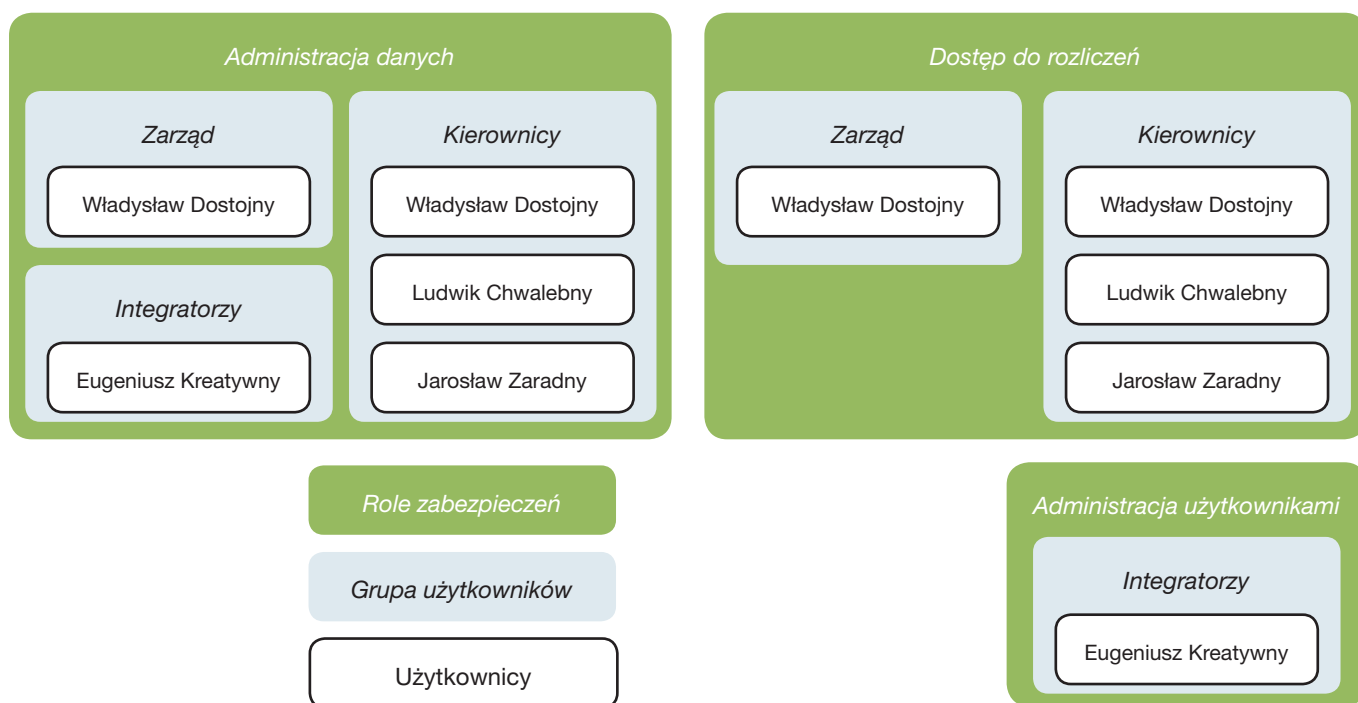 Administracja danych
Zarząd
Władysław Dostojny
Integratorzy
Eugeniusz Kreatywny
Kierownicy
Władysław Dostojny
Ludwik Chwalebny
Jarosław Zaradny
Dostęp do rozliczeń
Zarząd
Władysław Dostojny
Kierownicy
Władysław Dostojny
Ludwik Chwalebny
Jarosław Zaradny
Role zabezpieczeń
Grupa użytkowników
Użytkownicy
Administracja użytkownikami
Integratorzy
Eugeniusz Kreatywny